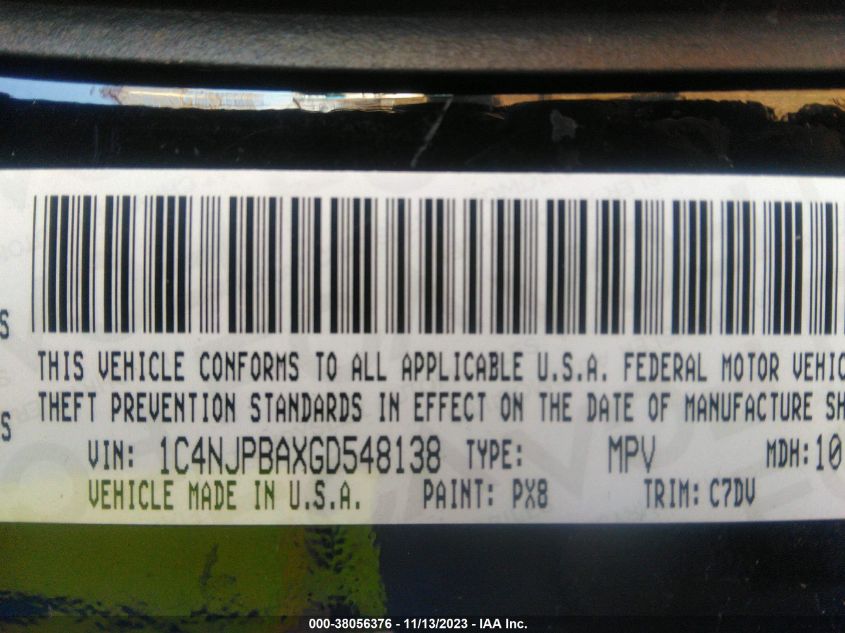 S
THIS VEHICLE CONFORMS TO ALL APPLICABLE U.S.A. FEDERAL MOTOR VEHIC
THEFT PREVENTION STANDARDS IN EFFECT ON THE DATE OF MANUFACTURE SH
S
VIN: 1C4NJPBAXGD548138 TYPE: MPV MDH: 10
VEHICLE MADE IN U.S.A. PAINT: PX8 TRIM: C7DV
000-38056376 - 11/13/2023 - IAA Inc.